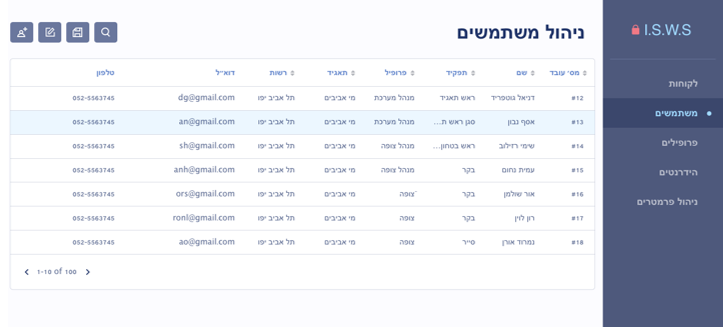 I.S.W.S
לקוחות
משתמשים
פרופילים
הידרנטים
ניהול פרמטרים
ניהול משתמשים
מס׳ עובד שם תפקיד פרופיל תאגיד רשות דוא״ל טלפון
#12 דניאל גוטפריד ראש תאגיד מנהל מערכת מי אביבים תל אביב יפו dg@gmail.com 052-5563745
#13 אסף נבון סגן ראש ת... מנהל מערכת מי אביבים תל אביב יפו an@gmail.com 052-5563745
#14 שימי רזילוב ראש בטחון... מנהל צופה מי אביבים תל אביב יפו sh@gmail.com 052-5563745
#15 עמית נחום בקר מנהל צופה מי אביבים תל אביב יפו anh@gmail.com 052-5563745
#16 אור שולמן בקר צופה מי אביבים תל אביב יפו ors@gmail.com 052-5563745
#17 רון לוין בקר צופה מי אביבים תל אביב יפו ronl@gmail.com 052-5563745
#18 נמרוד אורן סייר צופה מי אביבים תל אביב יפו ao@gmail.com 052-5563745
1-10 of 100